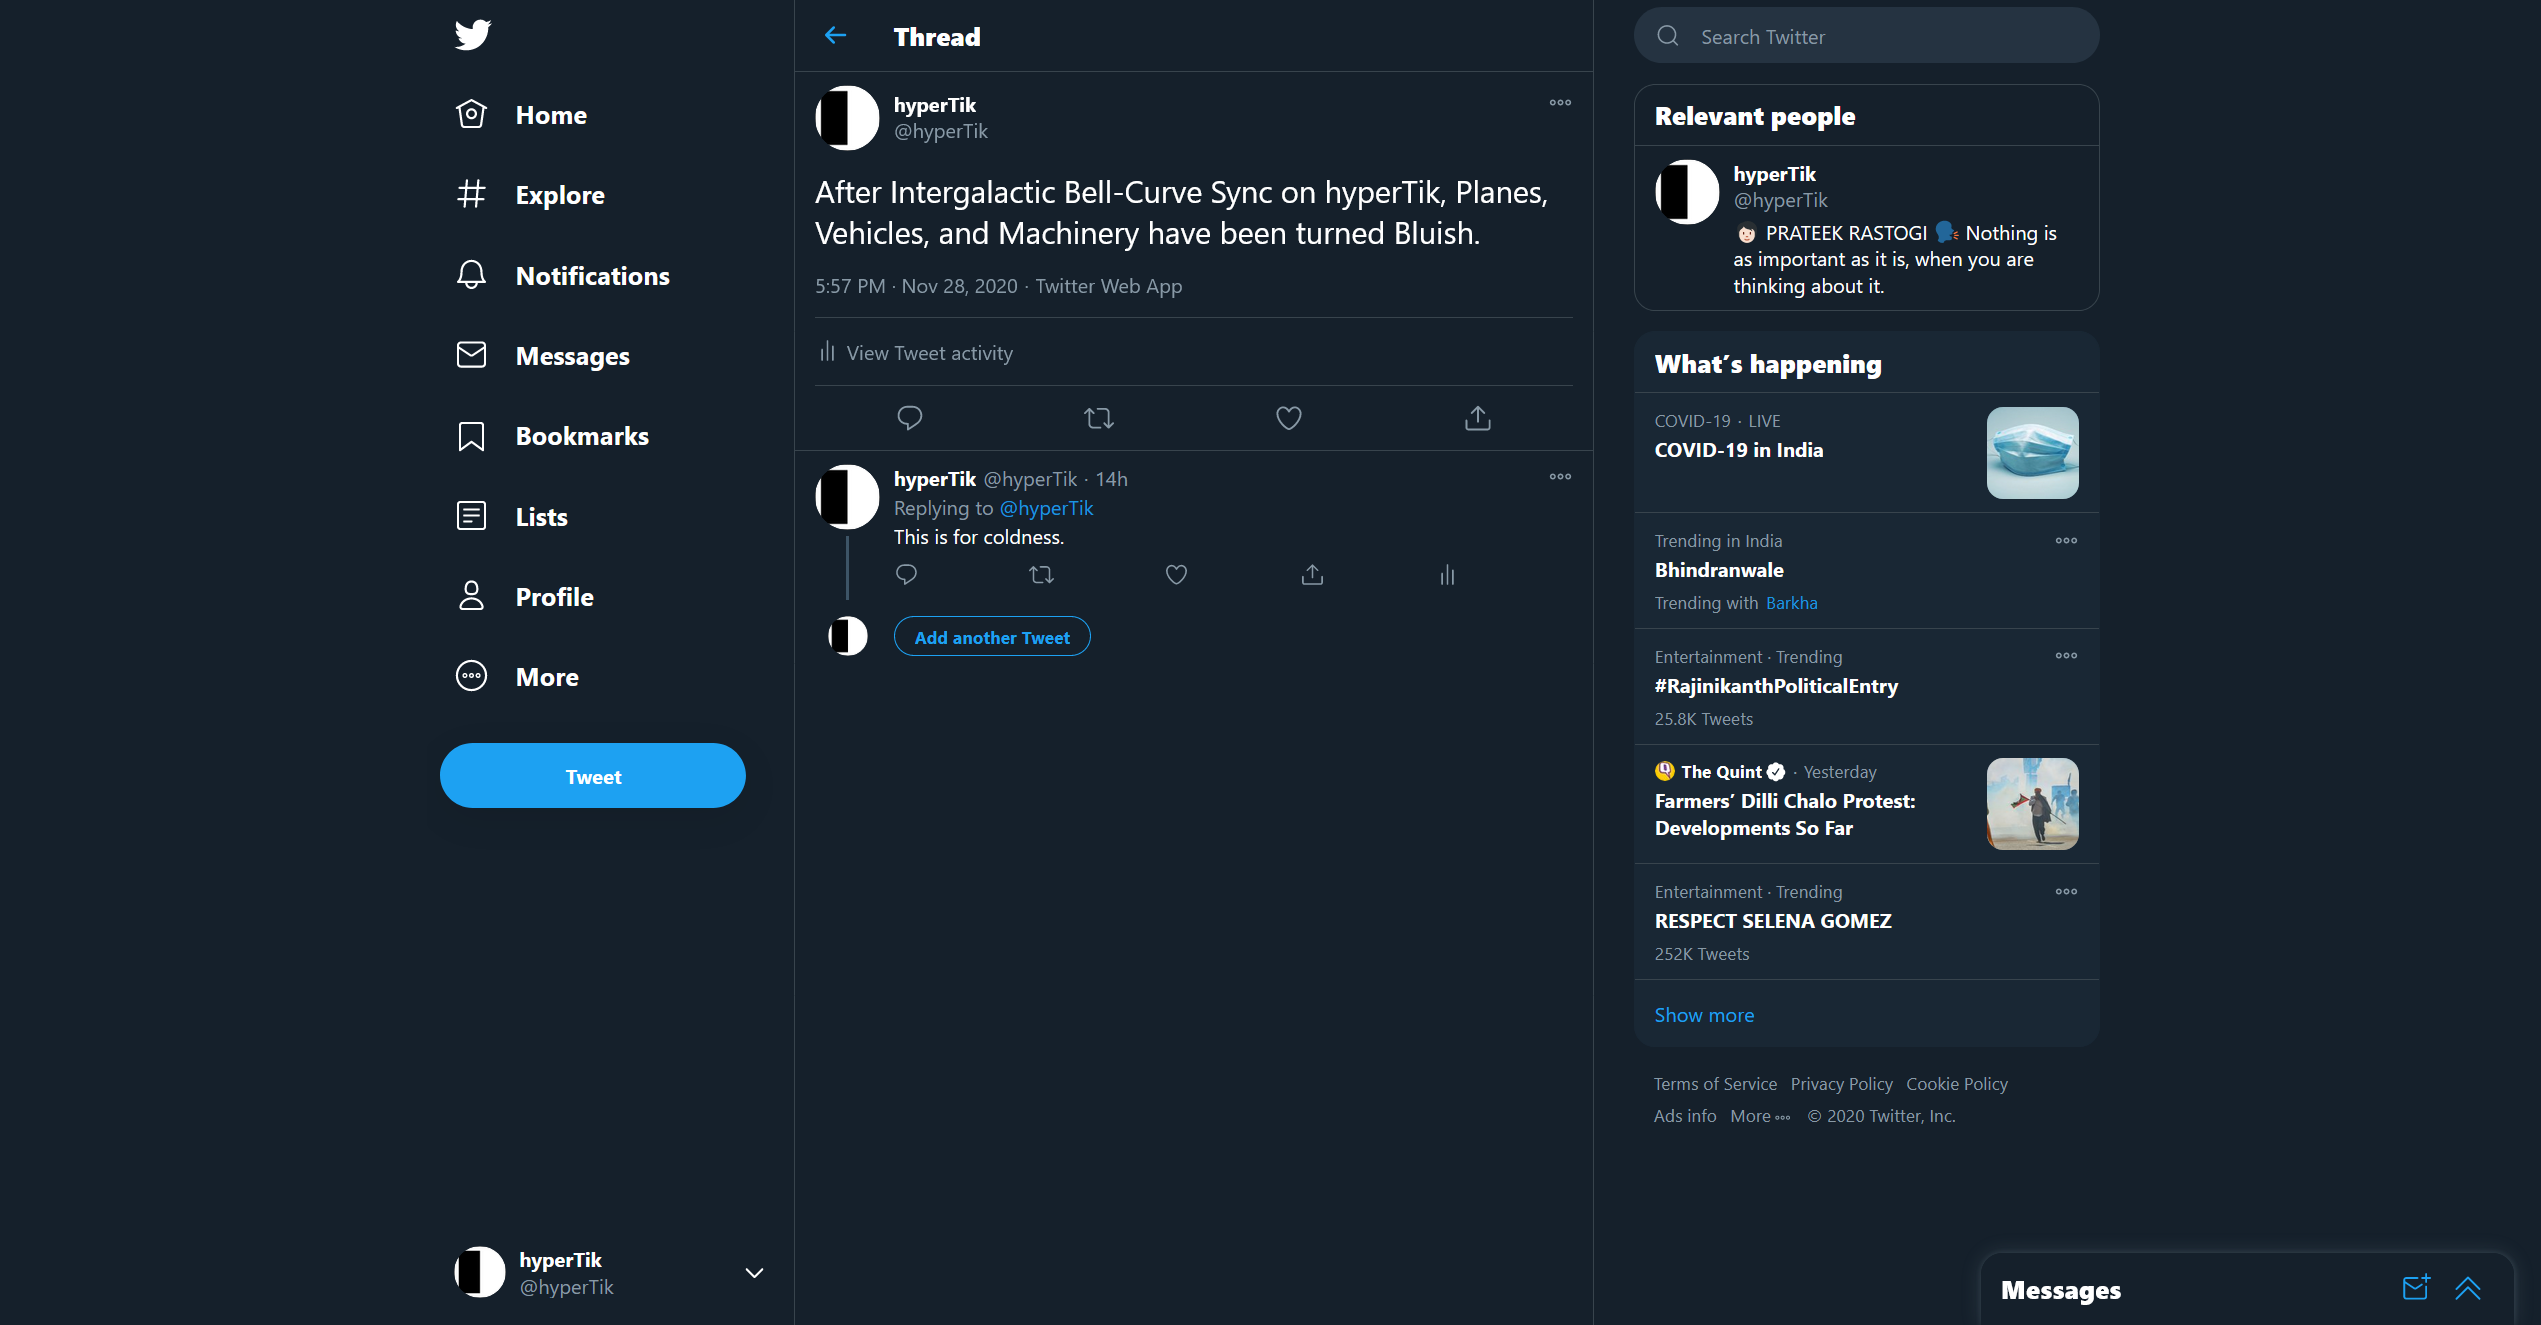 Home
Explore
Notifications
Messages
Bookmarks
Lists
Profile
More
Tweet
hyperTik
@hyperTik
Thread
hyperTik
@hyperTik
After Intergalactic Bell-Curve Sync on hyperTik, Planes,
Vehicles, and Machinery have been turned Bluish.
5:57 PM · Nov 28, 2020 · Twitter Web App
View Tweet activity
hyperTik @hyperTik · 14h
Replying to @hyperTik
This is for coldness.
Add another Tweet
Search Twitter
Relevant people
hyperTik
@hyperTik
PRATEEK RASTOGI Nothing is
as important as it is, when you are
thinking about it.
What's happening
COVID-19 · LIVE
COVID-19 in India
Trending in India
Bhindranwale
Trending with Barkha
Entertainment · Trending
#RajinikanthPoliticalEntry
25.8K Tweets
The Quint · Yesterday
Farmers' Dilli Chalo Protest:
Developments So Far
Entertainment · Trending
RESPECT SELENA GOMEZ
252K Tweets
Show more
Terms of Service Privacy Policy Cookie Policy
Ads info More © 2020 Twitter, Inc.
Messages